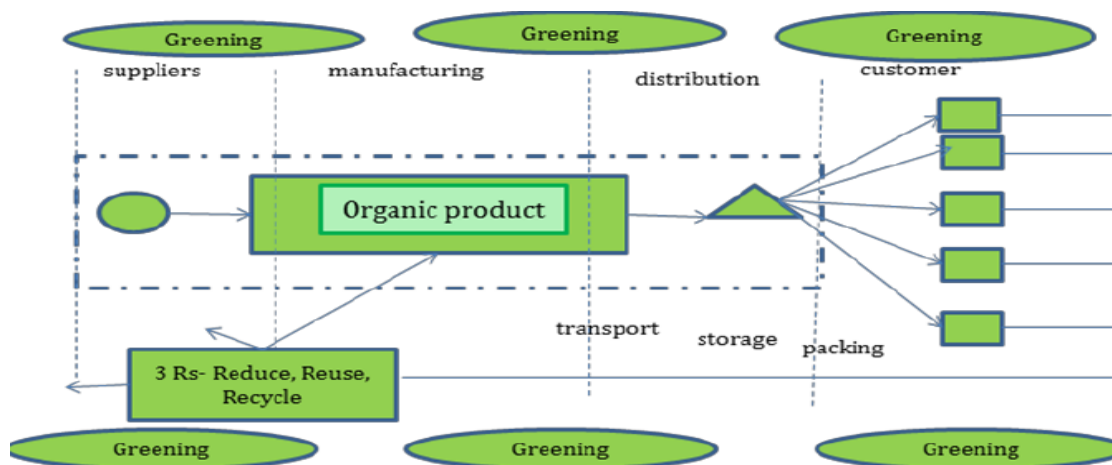 Greening
Greening
Greening
suppliers
manufacturing
distribution
customer
Organic product
transport
storage
packing
3 Rs- Reduce, Reuse,
Recycle
Greening
Greening
Greening